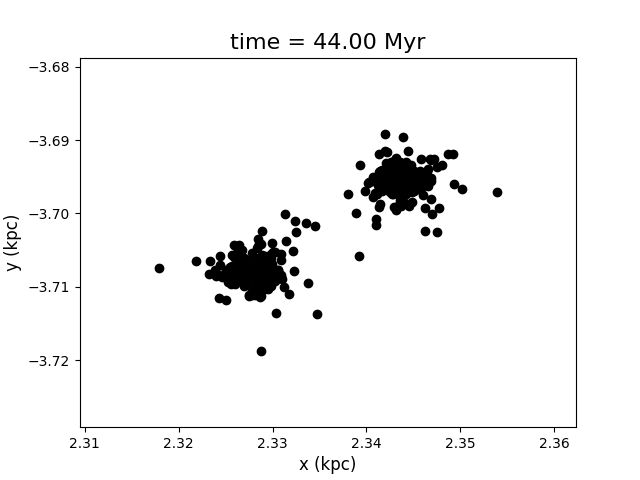 time = 44.00 Myr
−3.68
−3.69
−3.70
−3.71
−3.72
y (kpc)
2.31 2.32 2.33 2.34 2.35 2.36
x (kpc)